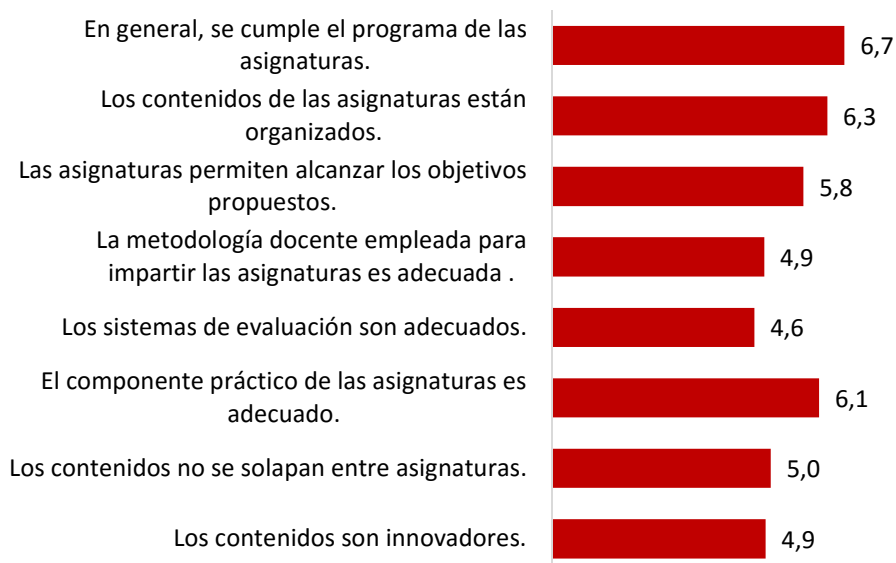 En general, se cumple el programa de las
asignaturas.
6,7
Los contenidos de las asignaturas están
organizados.
6,3
Las asignaturas permiten alcanzar los objetivos
propuestos.
5,8
La metodología docente empleada para
impartir las asignaturas es adecuada .
4,9
Los sistemas de evaluación son adecuados.
4,6
El componente práctico de las asignaturas es
adecuado.
6,1
Los contenidos no se solapan entre asignaturas.
5,0
Los contenidos son innovadores.
4,9